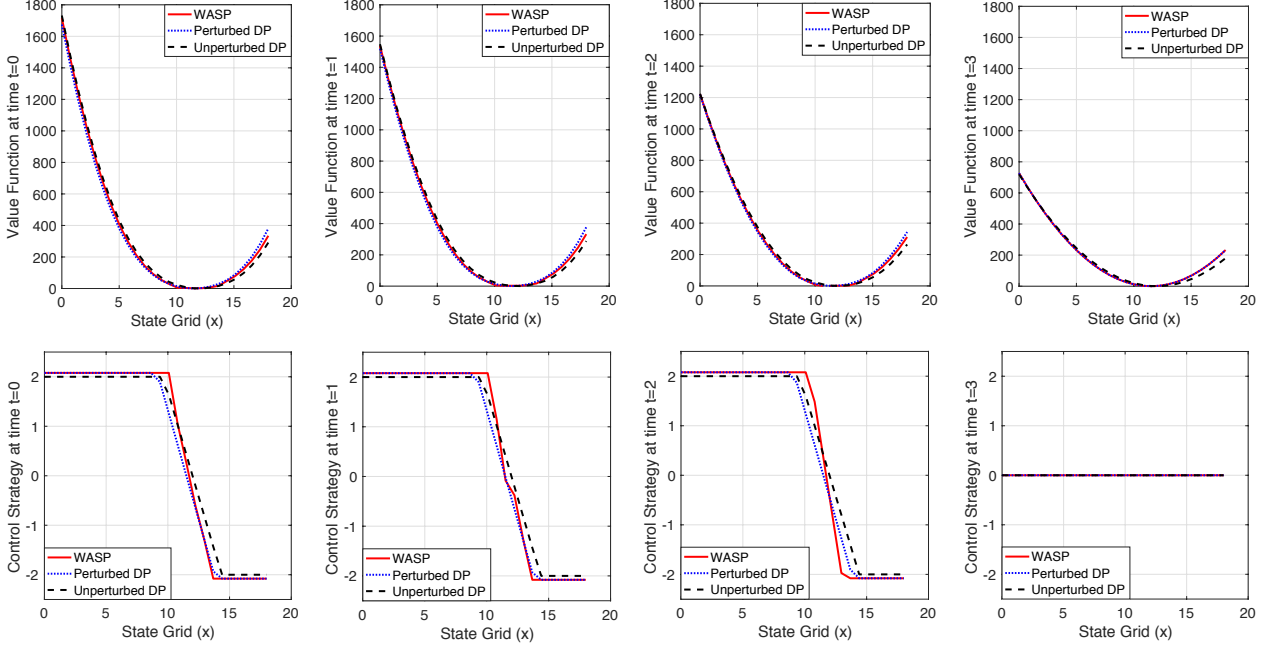 Value Function at time t=0
1800
1600
1400
1200
1000
800
600
400
200
0
0 5 10 15 20
State Grid (x)
WASP
Perturbed DP
Unperturbed DP
Value Function at time t=1
1800
1600
1400
1200
1000
800
600
400
200
0
0 5 10 15 20
State Grid (x)
WASP
Perturbed DP
Unperturbed DP
Value Function at time t=2
1800
1600
1400
1200
1000
800
600
400
200
0
0 5 10 15 20
State Grid (x)
WASP
Perturbed DP
Unperturbed DP
Value Function at time t=3
1800
1600
1400
1200
1000
800
600
400
200
0
0 5 10 15 20
State Grid (x)
WASP
Perturbed DP
Unperturbed DP
Control Strategy at time t=0
2
1
0
-1
-2
0 5 10 15 20
State Grid (x)
WASP
Perturbed DP
Unperturbed DP
Control Strategy at time t=1
2
1
0
-1
-2
0 5 10 15 20
State Grid (x)
WASP
Perturbed DP
Unperturbed DP
Control Strategy at time t=2
2
1
0
-1
-2
0 5 10 15 20
State Grid (x)
WASP
Perturbed DP
Unperturbed DP
Control Strategy at time t=3
2
1
0
-1
-2
0 5 10 15 20
State Grid (x)
WASP
Perturbed DP
Unperturbed DP